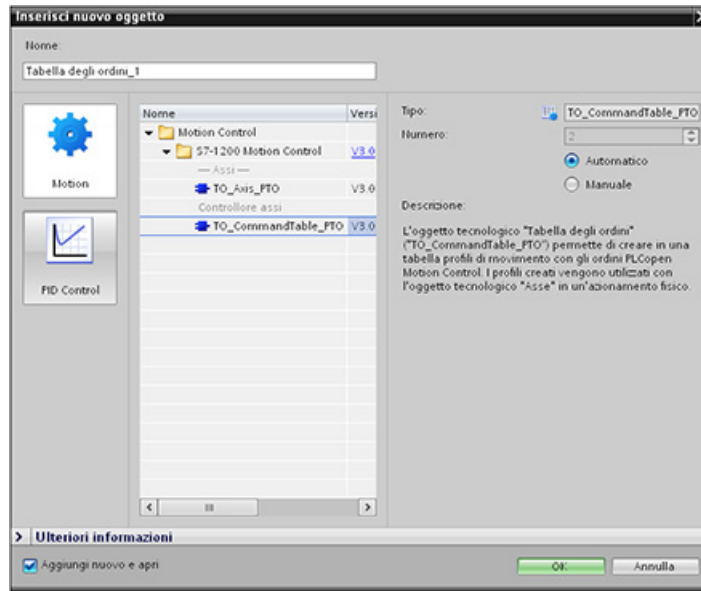 Inserisci nuovo oggetto
Nome:
Tabella degli ordini_1
Motion
PID Control
Nome Versi
Motion Control
S7-1200 Motion Control V3.0
— Assi —
TO_Axis_PTO V3.0
Controllore assi
TO_CommandTable_PTO V3.0
Tipo: TO_CommandTable_PTO
Numero: 2
Automatico
Manuale
Descrizione:
L'oggetto tecnologico "Tabella degli ordini"
("TO_CommandTable_PTO") permette di creare in una
tabella profili di movimento con gli ordini PLCopen
Motion Control. I profili creati vengono utilizzati con
l'oggetto tecnologico "Asse" in un'azionamento fisico.
Ulteriori informazioni
Aggiungi nuovo e apri
OK Annulla